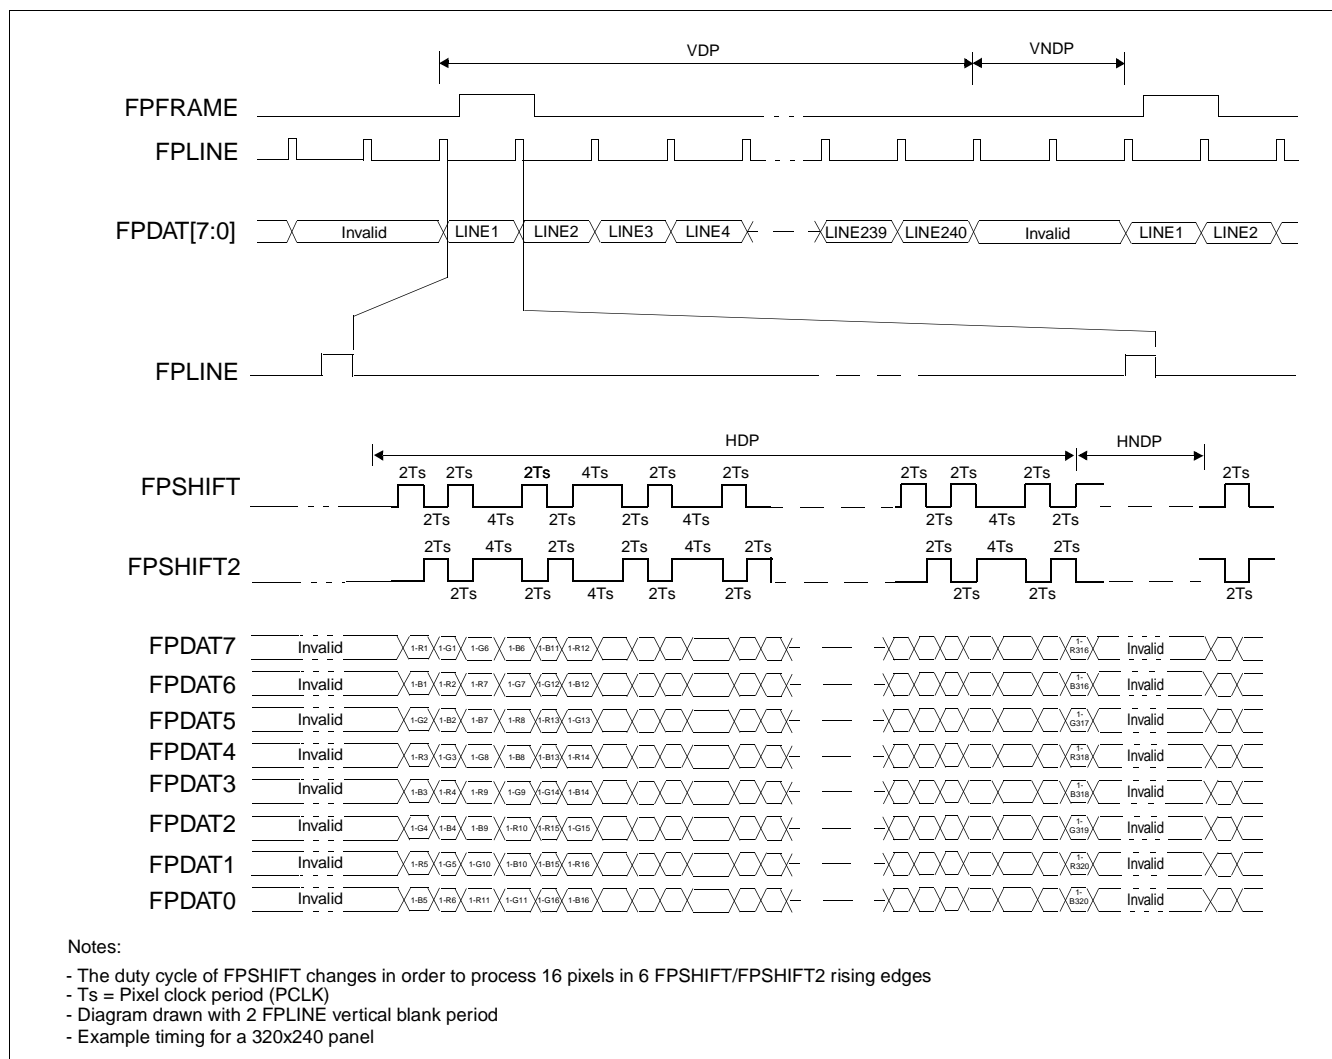 VDP VNDP
FPFRAME
FPLINE
FPDAT[7:0] Invalid LINE1 LINE2 LINE3 LINE4 LINE239 LINE240 Invalid LINE1 LINE2
FPLINE
HDP HNDP
2Ts 2Ts 2Ts 4Ts 2Ts 2Ts 2Ts 2Ts 2Ts 2Ts
FPSHIFT
2Ts 4Ts 2Ts 2Ts 4Ts 2Ts 4Ts 2Ts
2Ts 4Ts 2Ts 2Ts 4Ts 2Ts 2Ts 4Ts 2Ts
FPSHIFT2
2Ts 2Ts 4Ts 2Ts 2Ts 2Ts 2Ts 2Ts
FPDAT7 Invalid 1-R1 1-G1 1-G6 1-B6 1-B11 1-R12 1-R316 Invalid
FPDAT6 Invalid 1-B1 1-R2 1-R7 1-G7 1-G12 1-B12 1-B316 Invalid
FPDAT5 Invalid 1-G2 1-B2 1-B7 1-R8 1-R13 1-G13 1-G317 Invalid
FPDAT4 Invalid 1-R3 1-G3 1-G8 1-B8 1-B13 1-R14 1-R318 Invalid
FPDAT3 Invalid 1-B3 1-R4 1-R9 1-G9 1-G14 1-B14 1-B318 Invalid
FPDAT2 Invalid 1-G4 1-B4 1-B9 1-R10 1-R15 1-G15 1-G319 Invalid
FPDAT1 Invalid 1-R5 1-G5 1-G10 1-B10 1-B15 1-R16 1-R320 Invalid
FPDAT0 Invalid 1-B5 1-R6 1-R11 1-G11 1-G16 1-B16 1-B320 Invalid
Notes:
- The duty cycle of FPSHIFT changes in order to process 16 pixels in 6 FPSHIFT/FPSHIFT2 rising edges
- Ts = Pixel clock period (PCLK)
- Diagram drawn with 2 FPLINE vertical blank period
- Example timing for a 320x240 panel